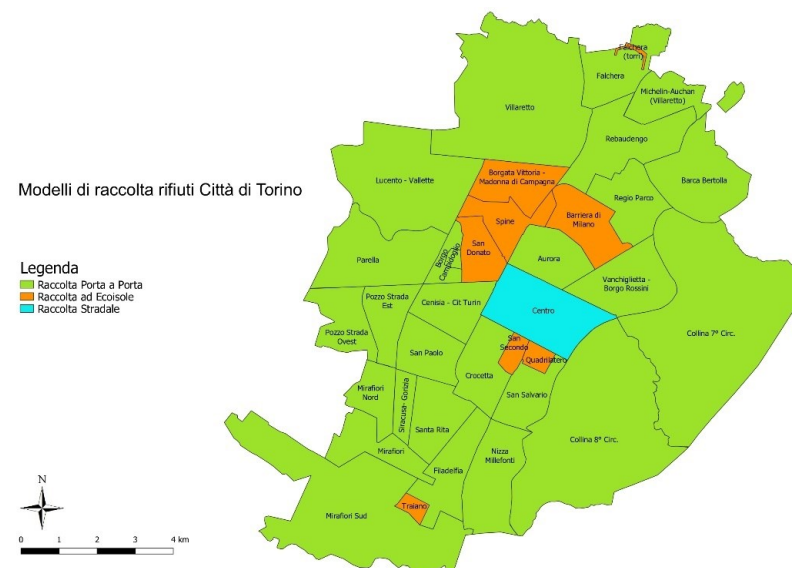 Modelli di raccolta rifiuti Città di Torino
Legenda
Raccolta Porta a Porta
Raccolta ad Ecoisole
Raccolta Stradale
Falchera
(torri)
Falchera
Michelin-Auchan
(Villaretto)
Villaretto
Rebaudengo
Borgata Vittoria -
Madonna di Campagna
Lucento - Vallette
Barca Bertolla
Regio Parco
Barriera di
Milano
Spine
San
Donato
Borgo
Campidoglio
Parella
Aurora
Vanchiglietta -
Borgo Rossini
Pozzo Strada
Est
Cenisia - Cit Turin
Centro
Pozzo Strada
Ovest
Collina 7° Circ.
San
Secondo
Quadrilatero
San Paolo
Crocetta
Mirafiori
Nord
Siracusa- Gorizia
San Salvario
Santa Rita
Collina 8° Circ.
Mirafiori
Nizza
Millefonti
Filadelfia
Traiano
Mirafiori Sud
N
0 1 2 3 4 km